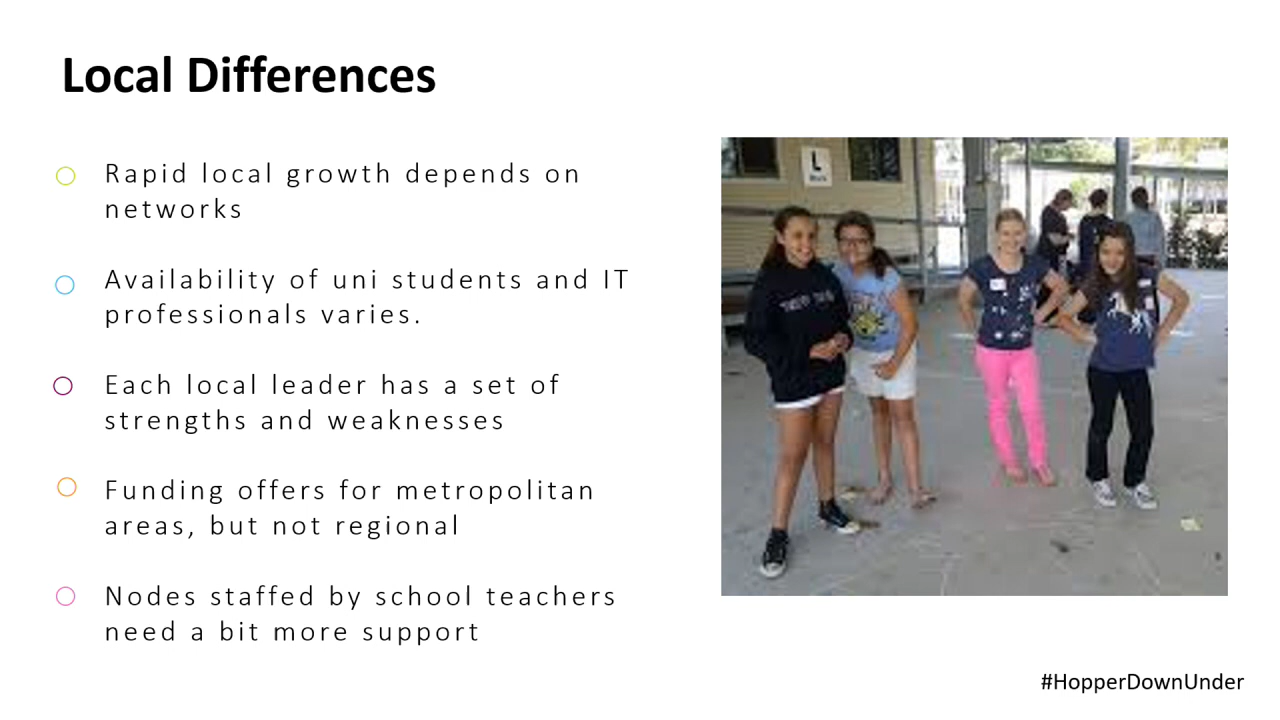 Local Differences
Rapid local growth depends on
networks
Availability of uni students and IT
professionals varies.
Each local leader has a set of
strengths and weaknesses
Funding offers for metropolitan
areas, but not regional
Nodes staffed by school teachers
need a bit more support
L
#HopperDownUnder